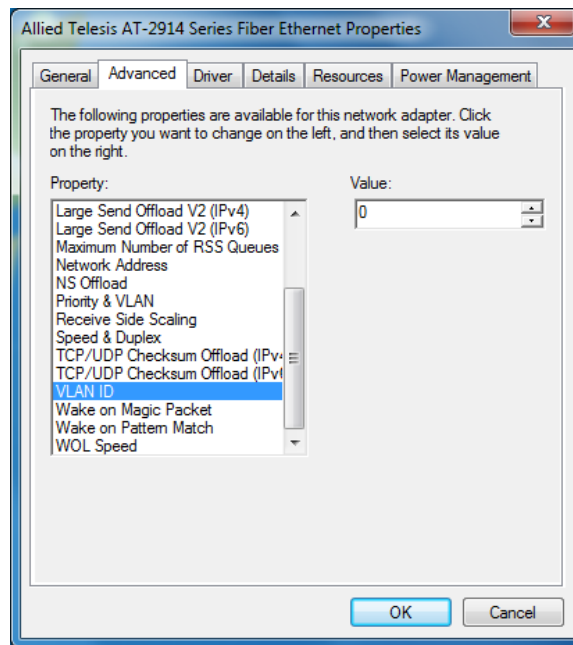 Allied Telesis AT-2914 Series Fiber Ethernet Properties
General Advanced Driver Details Resources Power Management
The following properties are available for this network adapter. Click
the property you want to change on the left, and then select its value
on the right.
Property:
Value:
Large Send Offload V2 (IPv4)
Large Send Offload V2 (IPv6)
Maximum Number of RSS Queues
Network Address
NS Offload
Priority & VLAN
Receive Side Scaling
Speed & Duplex
TCP/UDP Checksum Offload (IPv4
TCP/UDP Checksum Offload (IPv6
VLAN ID
Wake on Magic Packet
Wake on Pattern Match
WOL Speed
0
OK Cancel